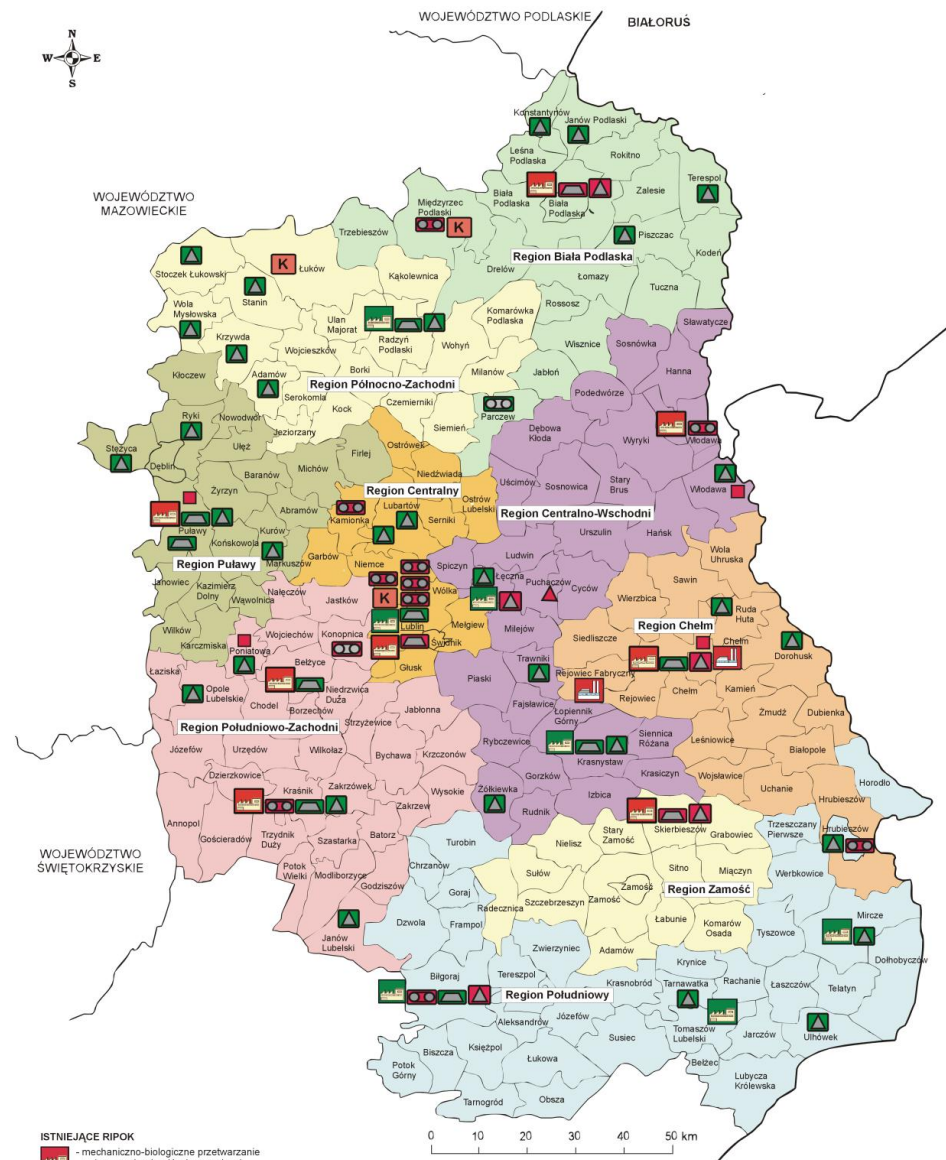 WOJEWÓDZTWO PODLASKIE
BIAŁORUŚ
N
W
E
S
Konstantynów
Janów Podlaski
Leśna
Podlaska
Rokitno
WOJEWÓDZTWO
MAZOWIECKIE
Terespol
Zalesie
Biała
Podlaska
Biała
Podlaska
Międzyrzec
Podlaski
K
Trzebieszów
Piszczac
Region Biała Podlaska
Kodeń
Drelów
Łomazy
Tuczna
K
Łuków
Stoczek Łukowski
Stanin
Kąkolewnica
Rossosz
Komarówka
Podlaska
Wola
Mysłowska
Ulan
Majorat
Radzyń
Podlaski
Wohyń
Sławatycze
Sosnówka
Krzywda
Wojcieszków
Wisznice
Hanna
Kłoczew
Adamów
Borki
Milanów
Jabłoń
Region Północno-Zachodni
Serokomla
Podedwórze
Kock
Czemierniki
Parczew
Jeziorzany
Siemień
Ryki
Nowodwór
Ułęż
Stężyca
Dęblin
Firlej
Ostrówek
Dębowa
Kłoda
Wyryki
Włodawa
Niedźwiada
Baranów
Michów
Żyrzyn
Region Centralny
Uścimów
Sosnowica
Stary
Brus
Włodawa
Ostrów
Lubelski
Kamionka
Lubartów
Serniki
Abramów
Region Centralno-Wschodni
Puławy
Końskowola
Kurów
Markuszów
Garbów
Niemce
Urszulin
Hańsk
Region Puławy
Spiczyn
Ludwin
Wola
Uhruska
Janowiec
Kazimierz
Dolny
Wąwolnica
Nałęczów
Jastków
K
Wólka
Łęczna
Puchaczów
Cyców
Sawin
Wierzbica
Ruda
Huta
Lublin
Wilków
Karczmiska
Wojciechów
Konopnica
Mełgiew
Świdnik
Milejów
Siedliszcze
Region Chełm
Chełm
Dorohusk
Poniatowa
Głusk
Łaziska
Bełżyce
Trawniki
Piaski
Rejowiec Fabryczny
Opole
Lubelskie
Chodel
Borzechów
Niedrzwica
Duża
Rejowiec
Chełm
Kamień
Fajsławice
Region Południowo-Zachodni
Strzyżewice
Jabłonna
Łopiennik
Górny
Żmudź
Dubienka
Józefów
Urzędów
Wilkołaz
Bychawa
Krzczonów
Rybczewice
Krasnystaw
Siennica
Różana
Leśniowice
Białopole
Dzierzkowice
Gorzków
Krasiczyn
Wojsławice
Horodło
Kraśnik
Zakrzówek
Wysokie
Zakrzew
Żółkiewka
Izbica
Uchanie
Annopol
Rudnik
Hrubieszów
Gościeradów
Trzydnik
Duży
Szastarka
Batorz
Turobin
Skierbieszów
Grabowiec
Trzeszczany
Pierwsze
Hrubieszów
Nielisz
Stary
Zamość
WOJEWÓDZTWO
ŚWIĘTOKRZYSKIE
Potok
Wielki
Modliborzyce
Godziszów
Chrzanów
Sułów
Sitno
Miączyn
Werbkowice
Region Zamość
Goraj
Radecznica
Szczebrzeszyn
Zamość
Zamość
Janów
Lubelski
Dzwola
Frampol
Łabunie
Komarów
Osada
Tyszowce
Mircze
Zwierzyniec
Adamów
Dołhobyczów
Krynice
Biłgoraj
Tereszpol
Krasnobród
Tarnawatka
Rachanie
Łaszczów
Telatyn
Region Południowy
Józefów
Aleksandrów
Tomaszów
Lubelski
Jarczów
Ulhówek
Susiec
Księżpol
Biszcza
Łukowa
Bełżec
Potok
Górny
Lubycza
Królewska
Tarnogród
Obsza
0 10 20 30 40 50 km
ISTNIEJĄCE RIPOK
- mechaniczno-biologiczne przetwarzanie